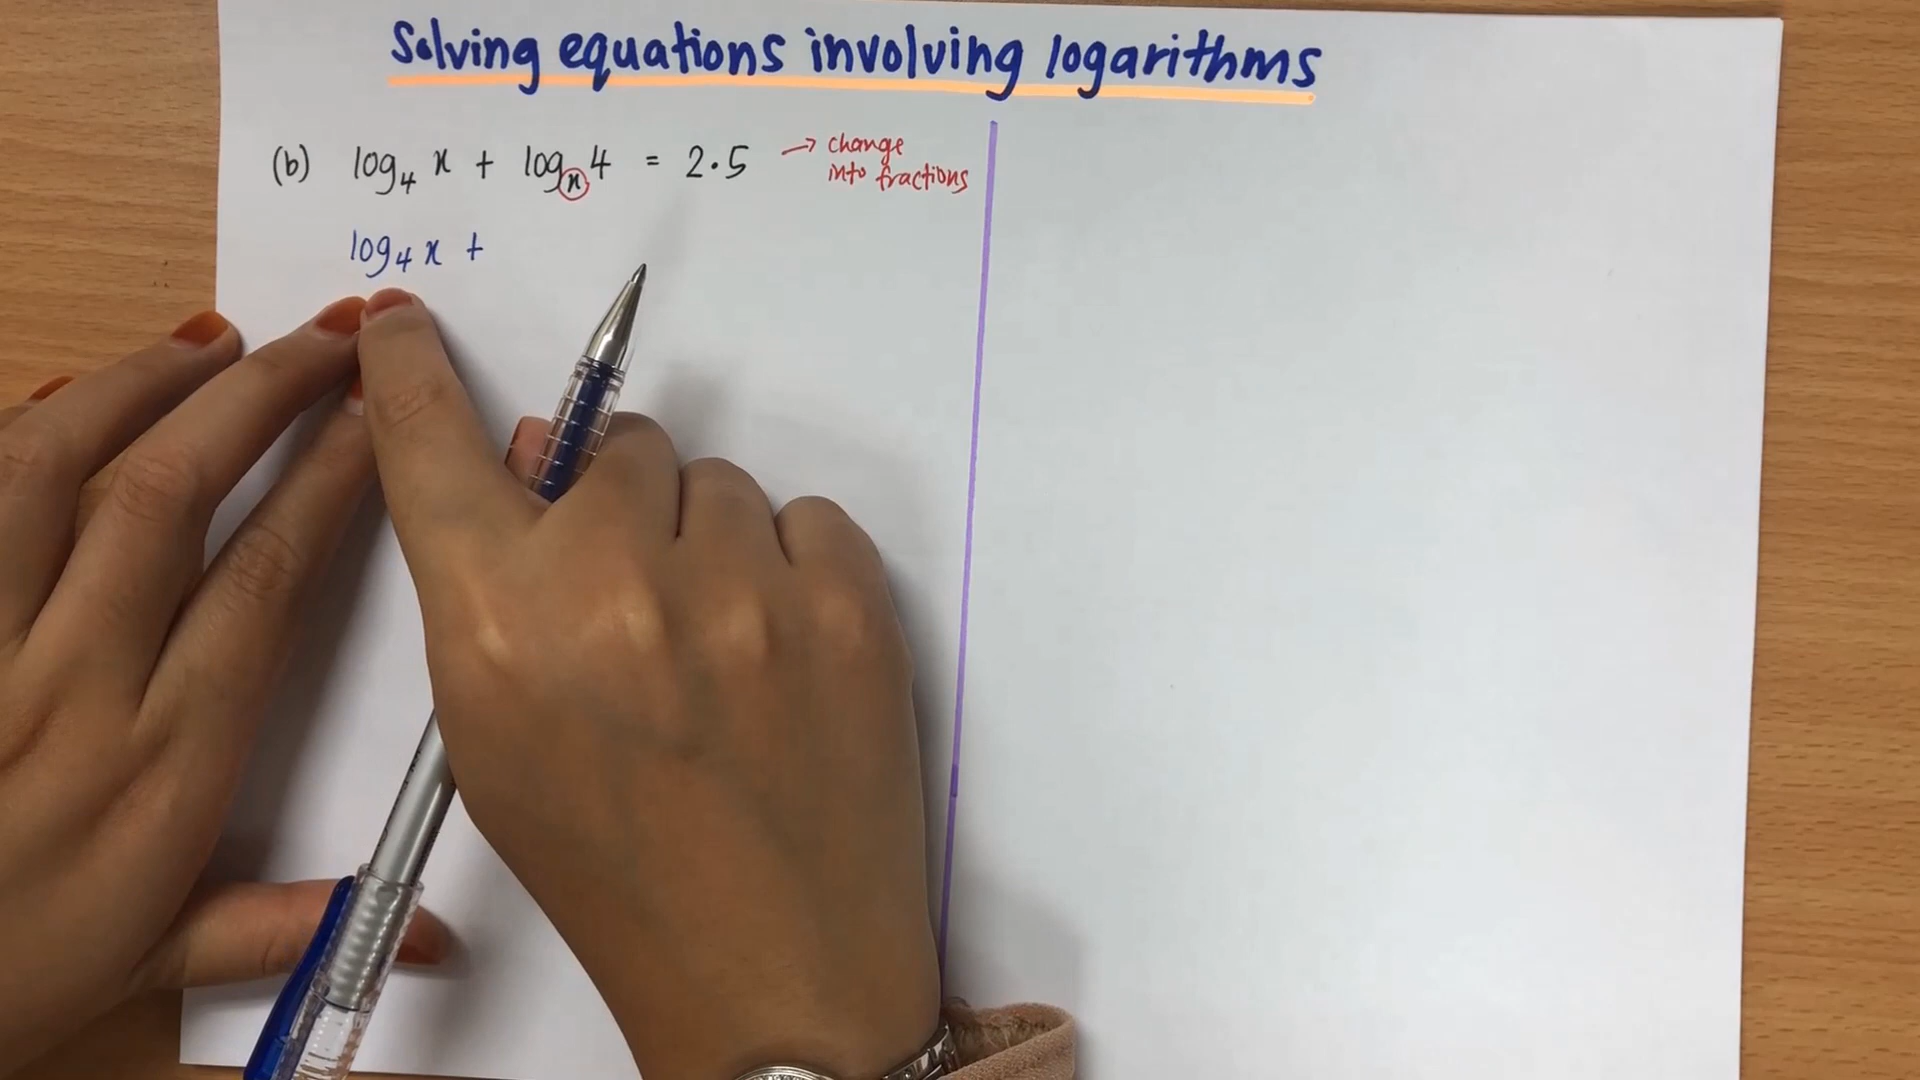 Solving equations involving logarithms
(b) log₄ x + logₓ 4 = 2.5 → change
into fractions
log₄ x +